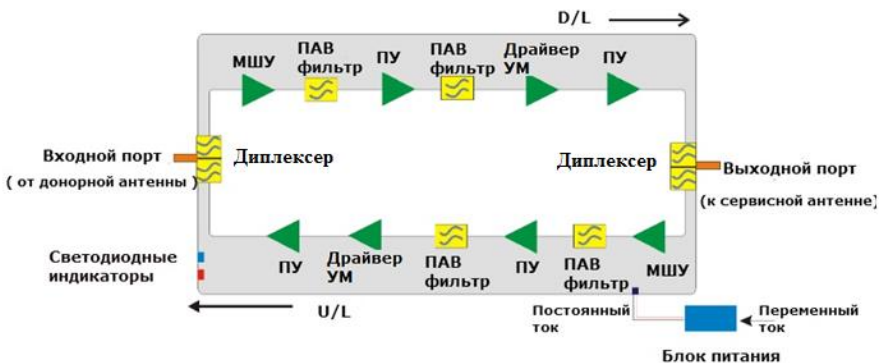 D/L
МШУ
ПАВ
фильтр
ПУ
ПАВ
фильтр
Драйвер
УМ
ПУ
Входной порт
( от донорной антенны )
Диплексер
Диплексер
Выходной порт
(к сервисной антенне)
Светодиодные
индикаторы
ПУ
Драйвер
УМ
ПАВ
фильтр
ПУ
ПАВ
фильтр
МШУ
U/L
Постоянный
ток
Переменный
ток
Блок питания